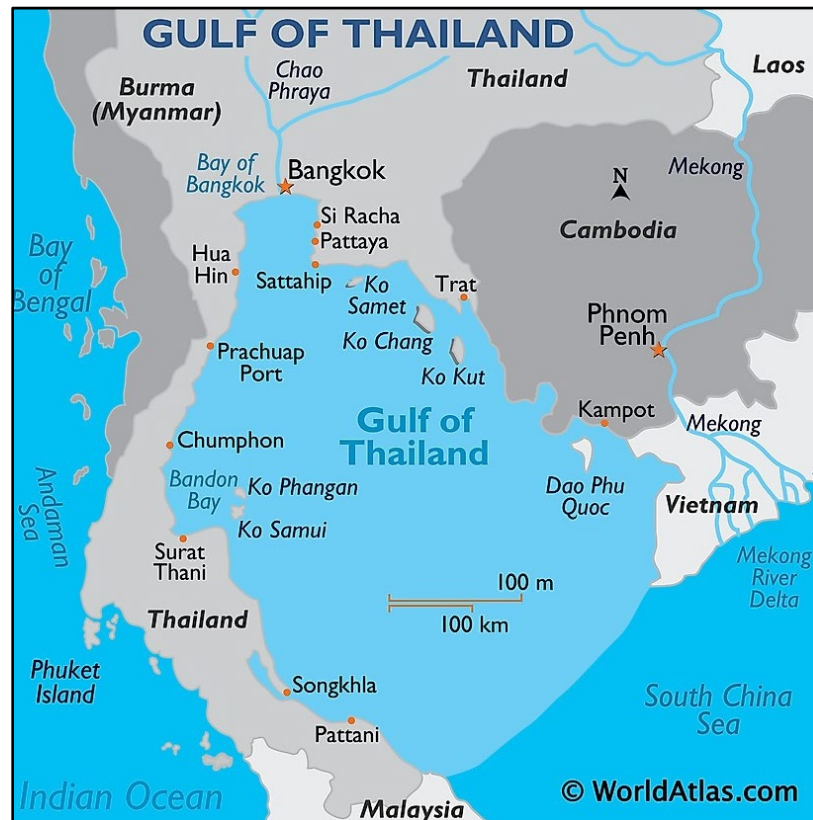 GULF OF THAILAND
Chao
Phraya
Thailand
Laos
Burma
(Myanmar)
Bay of
Bangkok
Bangkok
N
Mekong
Si Racha
Pattaya
Cambodia
Bay
of
Bengal
Hua
Hin
Sattahip
Ko
Samet
Trat
Ko Chang
Phnom
Penh
Prachuap
Port
Ko Kut
Gulf of
Thailand
Kampot
Mekong
Chumphon
Bandon
Bay
Ko Phangan
Dao Phu
Quoc
Vietnam
Andaman
Sea
Ko Samui
Surat
Thani
100 m
100 km
Mekong
River
Delta
Thailand
Phuket
Island
Songkhla
South China
Sea
Pattani
Indian Ocean
Malaysia
© WorldAtlas.com